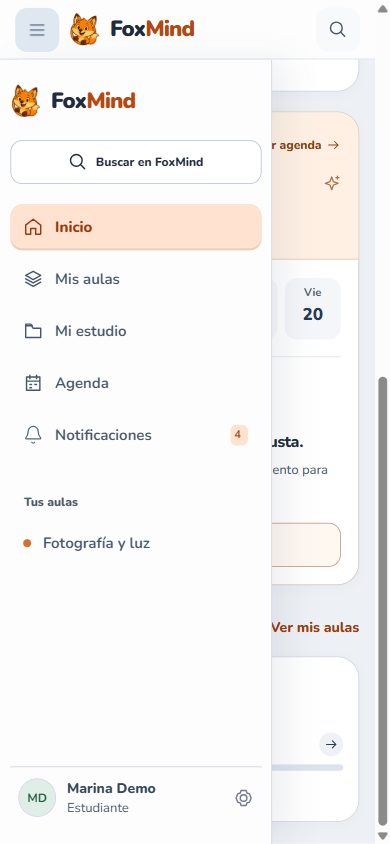 FoxMind
FoxMind
Buscar en FoxMind
Inicio
Mis aulas
Mi estudio
Agenda
Notificaciones
4
Tus aulas
Fotografía y luz
MD
Marina Demo
Estudiante
r agenda
Vie
20
usta.
ento para
Ver mis aulas